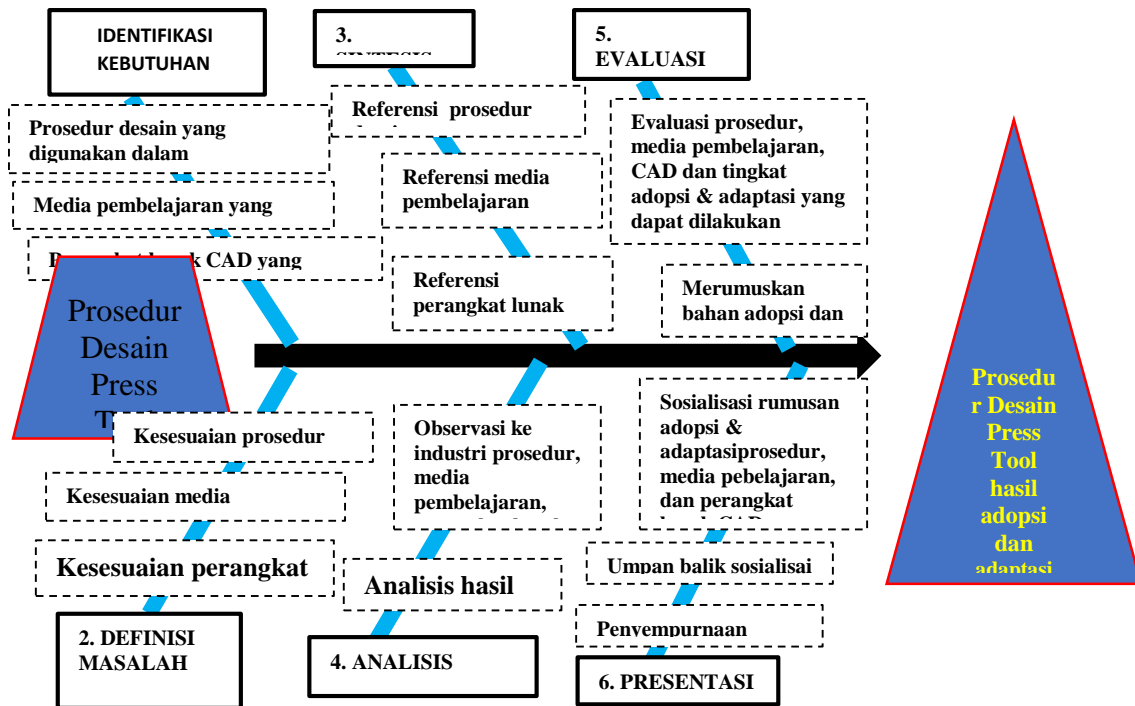 IDENTIFIKASI
KEBUTUHAN
Prosedur desain yang
digunakan dalam
Media pembelajaran yang
CAD yang
3.
Referensi prosedur
Referensi media
pembelajaran
Referensi
perangkat lunak
5.
EVALUASI
Evaluasi prosedur,
media pembelajaran,
CAD dan tingkat
adopsi & adaptasi yang
dapat dilakukan
Merumuskan
bahan adopsi dan
Prosedur
Desain
Press
Kesesuaian prosedur
Kesesuaian media
Kesesuaian perangkat
2. DEFINISI
MASALAH
Observasi ke
industri prosedur,
media
pembelajaran,
Analisis hasil
4. ANALISIS
Sosialisasi rumusan
adopsi &
adaptasiprosedur,
media pebelajaran,
dan perangkat
Umpan balik sosialisai
Penyempurnaan
6. PRESENTASI
Prosedu
r Desain
Press
Tool
hasil
adopsi
dan
adaptasi